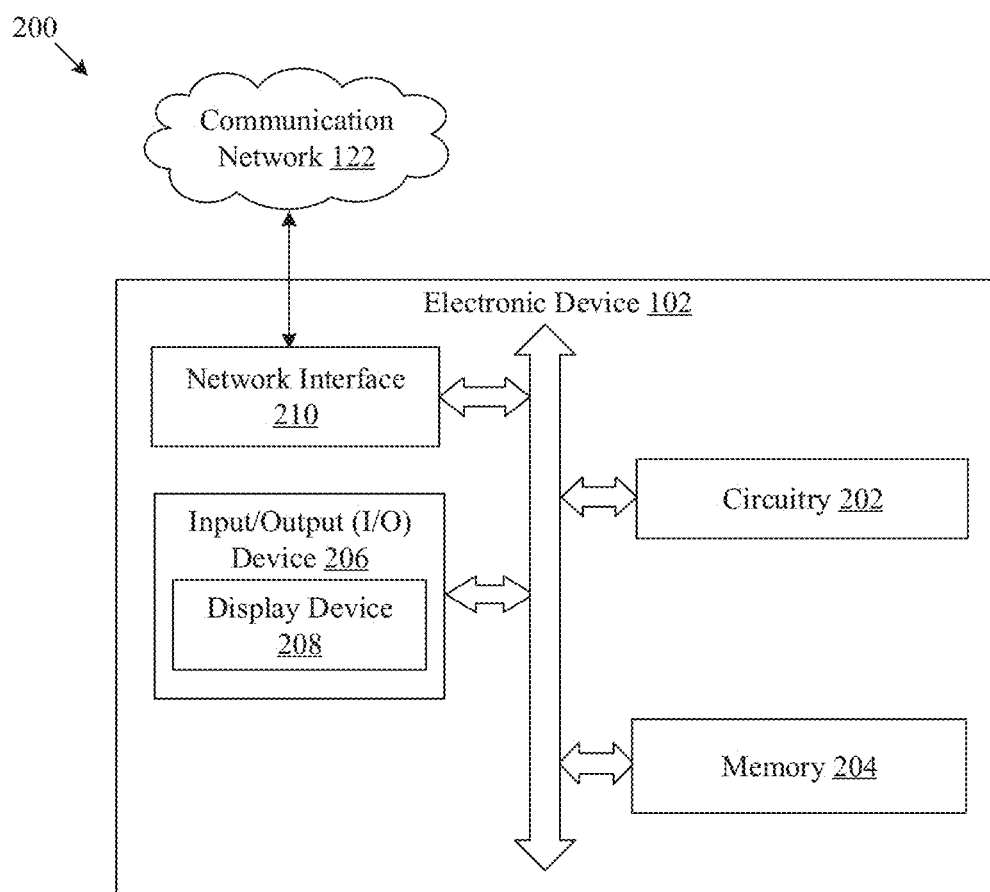 200
Communication
Network 122
Electronic Device 102
Network Interface
210
Input/Output (I/O)
Device 206
Display Device
208
Circuitry 202
Memory 204